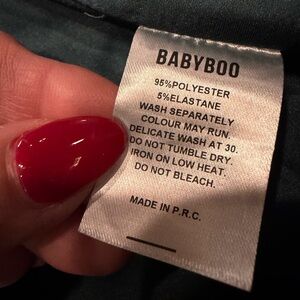 BABYBOO
95%POLYESTER
5%ELASTANE
WASH SEPARATELY
COLOUR MAY RUN.
DELICATE WASH AT 30.
DO NOT TUMBLE DRY.
IRON ON LOW HEAT.
DO NOT BLEACH.
MADE IN P.R.C.